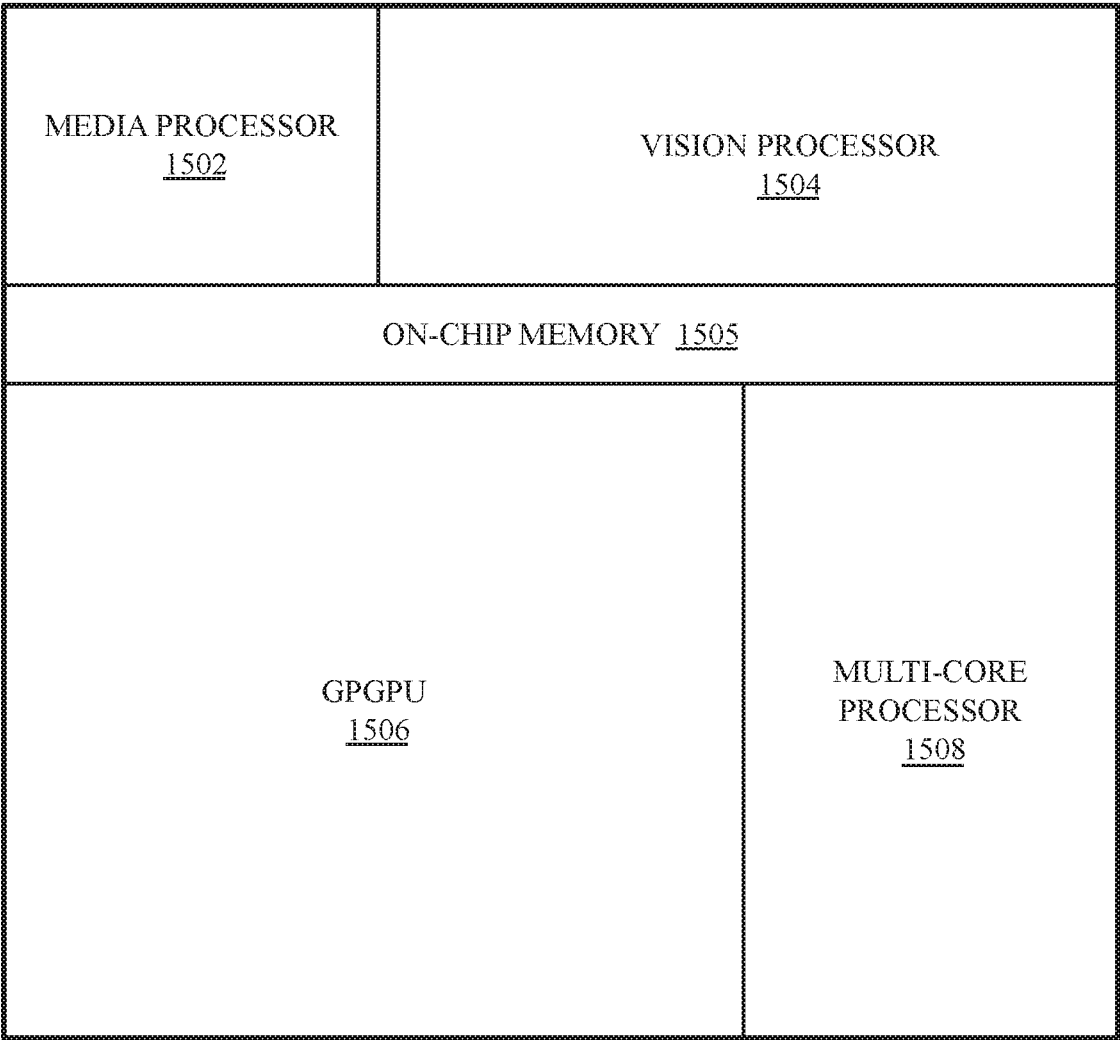 MEDIA PROCESSOR
1502
VISION PROCESSOR
1504
ON-CHIP MEMORY 1505
GPGPU
1506
MULTI-CORE
PROCESSOR
1508